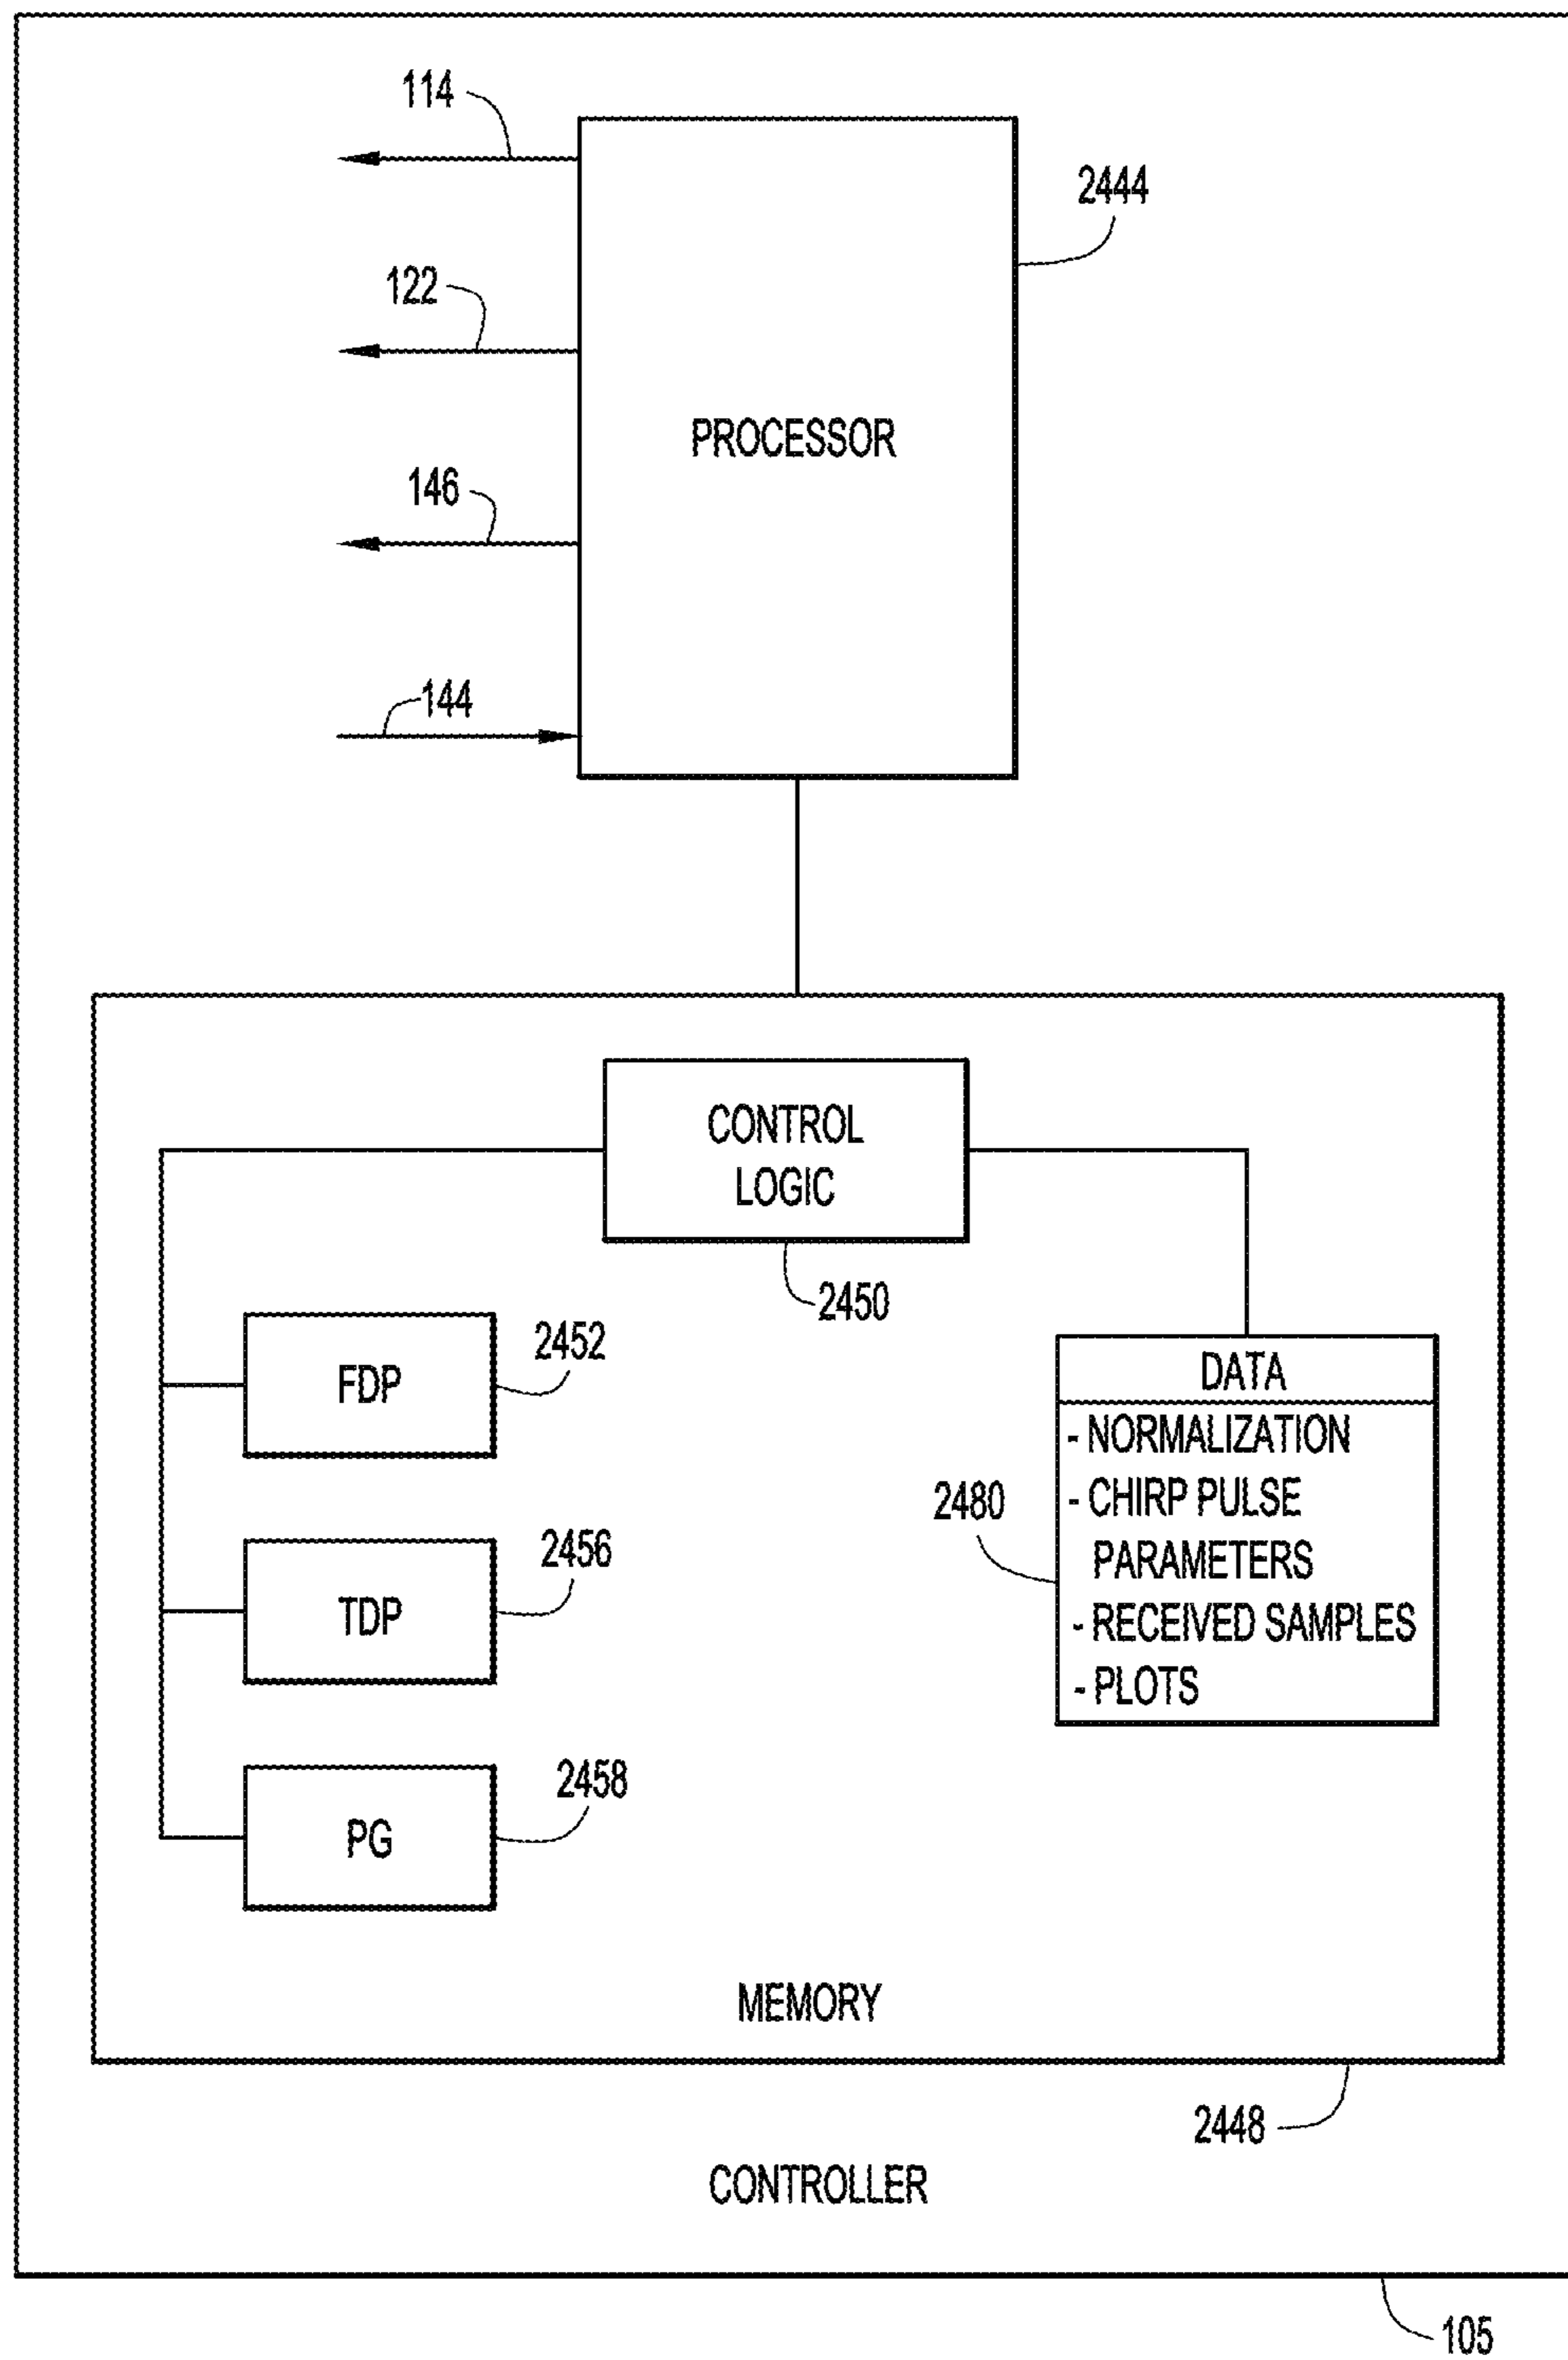 114
2444
122
PROCESSOR
146
144
CONTROL
LOGIC
2450
2452
FDP
DATA
- NORMALIZATION
- CHIRP PULSE
PARAMETERS
- RECEIVED SAMPLES
- PLOTS
2480
2456
TDP
2458
PG
MEMORY
2448
CONTROLLER
105